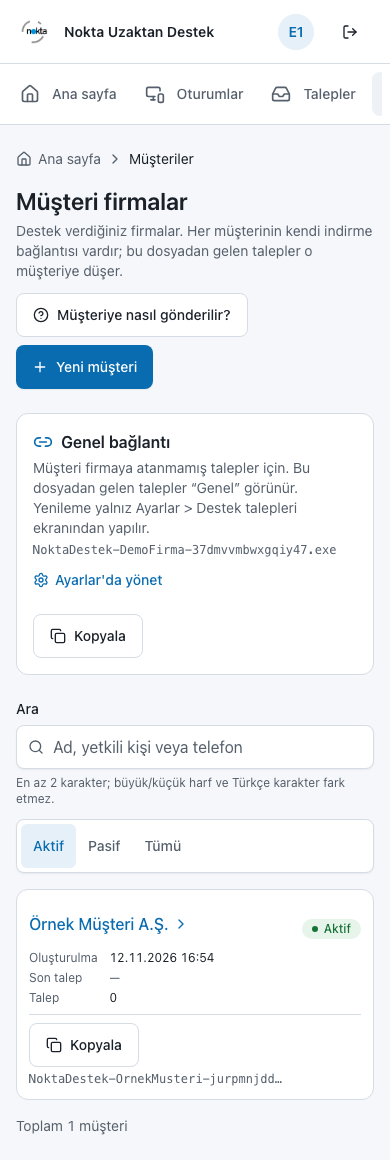 nokta
Nokta Uzaktan Destek
E1
Ana sayfa
Oturumlar
Talepler
Ana sayfa > Müşteriler
Müşteri firmalar
Destek verdiğiniz firmalar. Her müşterinin kendi indirme
bağlantısı vardır; bu dosyadan gelen talepler o
müşteriye düşer.
Müşteriye nasıl gönderilir?
+ Yeni müşteri
Genel bağlantı
Müşteri firmaya atanmamış talepler için. Bu
dosyadan gelen talepler “Genel” görünür.
Yenileme yalnız Ayarlar > Destek talepleri
ekranından yapılır.
NoktaDestek-DemoFirma-37dmvvmbwxgqiy47.exe
Ayarlar'da yönet
Kopyala
Ara
Ad, yetkili kişi veya telefon
En az 2 karakter; büyük/küçük harf ve Türkçe karakter fark
etmez.
Aktif
Pasif
Tümü
Örnek Müşteri A.Ş. >
Aktif
Oluşturulma 12.11.2026 16:54
Son talep —
Talep 0
Kopyala
NoktaDestek-OrnekMusteri-jurpmnjdd…
Toplam 1 müşteri